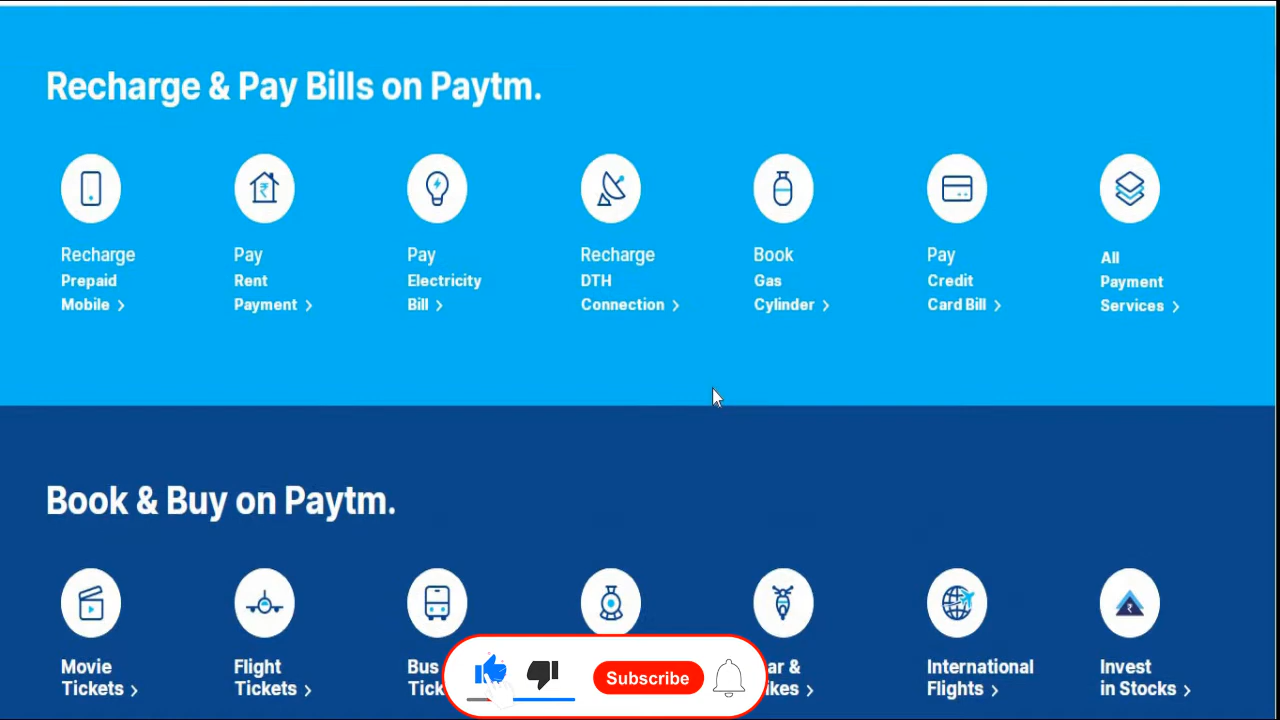 Recharge & Pay Bills on Paytm.
Recharge
Prepaid
Mobile >
Pay
Rent
Payment >
Pay
Electricity
Bill >
Recharge
DTH
Connection >
Book
Gas
Cylinder >
Pay
Credit
Card Bill >
All
Payment
Services >
Book & Buy on Paytm.
Movie
Tickets >
Flight
Tickets >
Bus
ar &
International
Flights >
Invest
in Stocks >
Subscribe